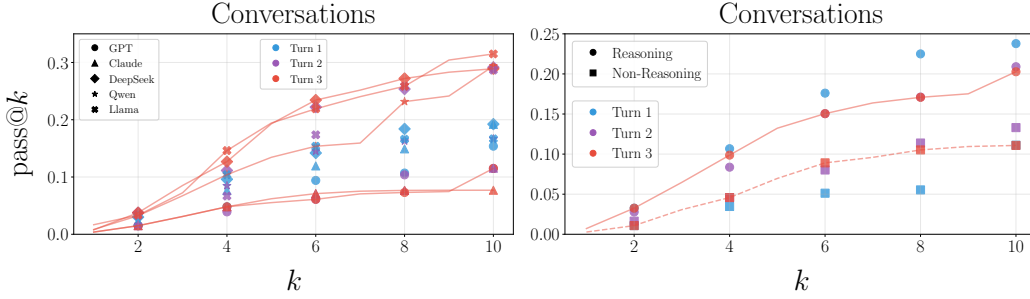 Conversations
pass@k
0.3
0.2
0.1
0.0
GPT
Claude
DeepSeek
Qwen
Llama
Turn 1
Turn 2
Turn 3
2 4 6 8 10
k
Conversations
0.25
0.20
0.15
0.10
0.05
0.00
Reasoning
Non-Reasoning
Turn 1
Turn 2
Turn 3
2 4 6 8 10
k